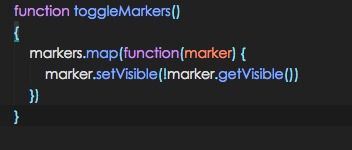 function toggleMarkers()
{
    markers.map(function(marker) {
        marker.setVisible(!marker.getVisible())
    })
}